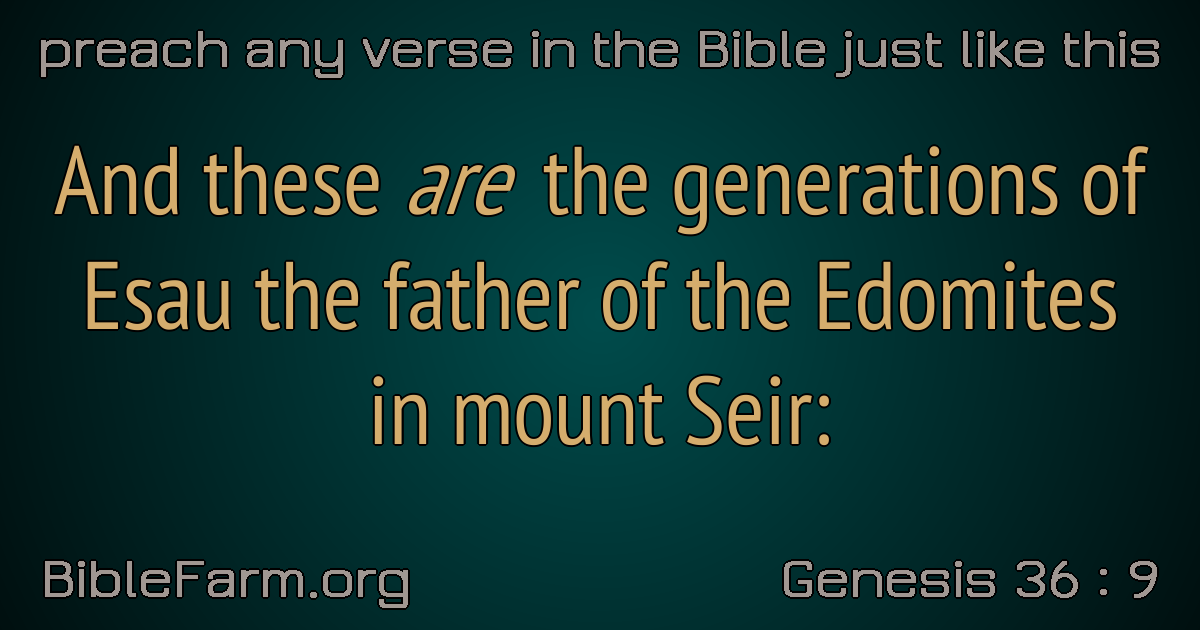 preach any verse in the Bible just like this
And these are the generations of
Esau the father of the Edomites
in mount Seir:
BibleFarm.org
Genesis 36 : 9